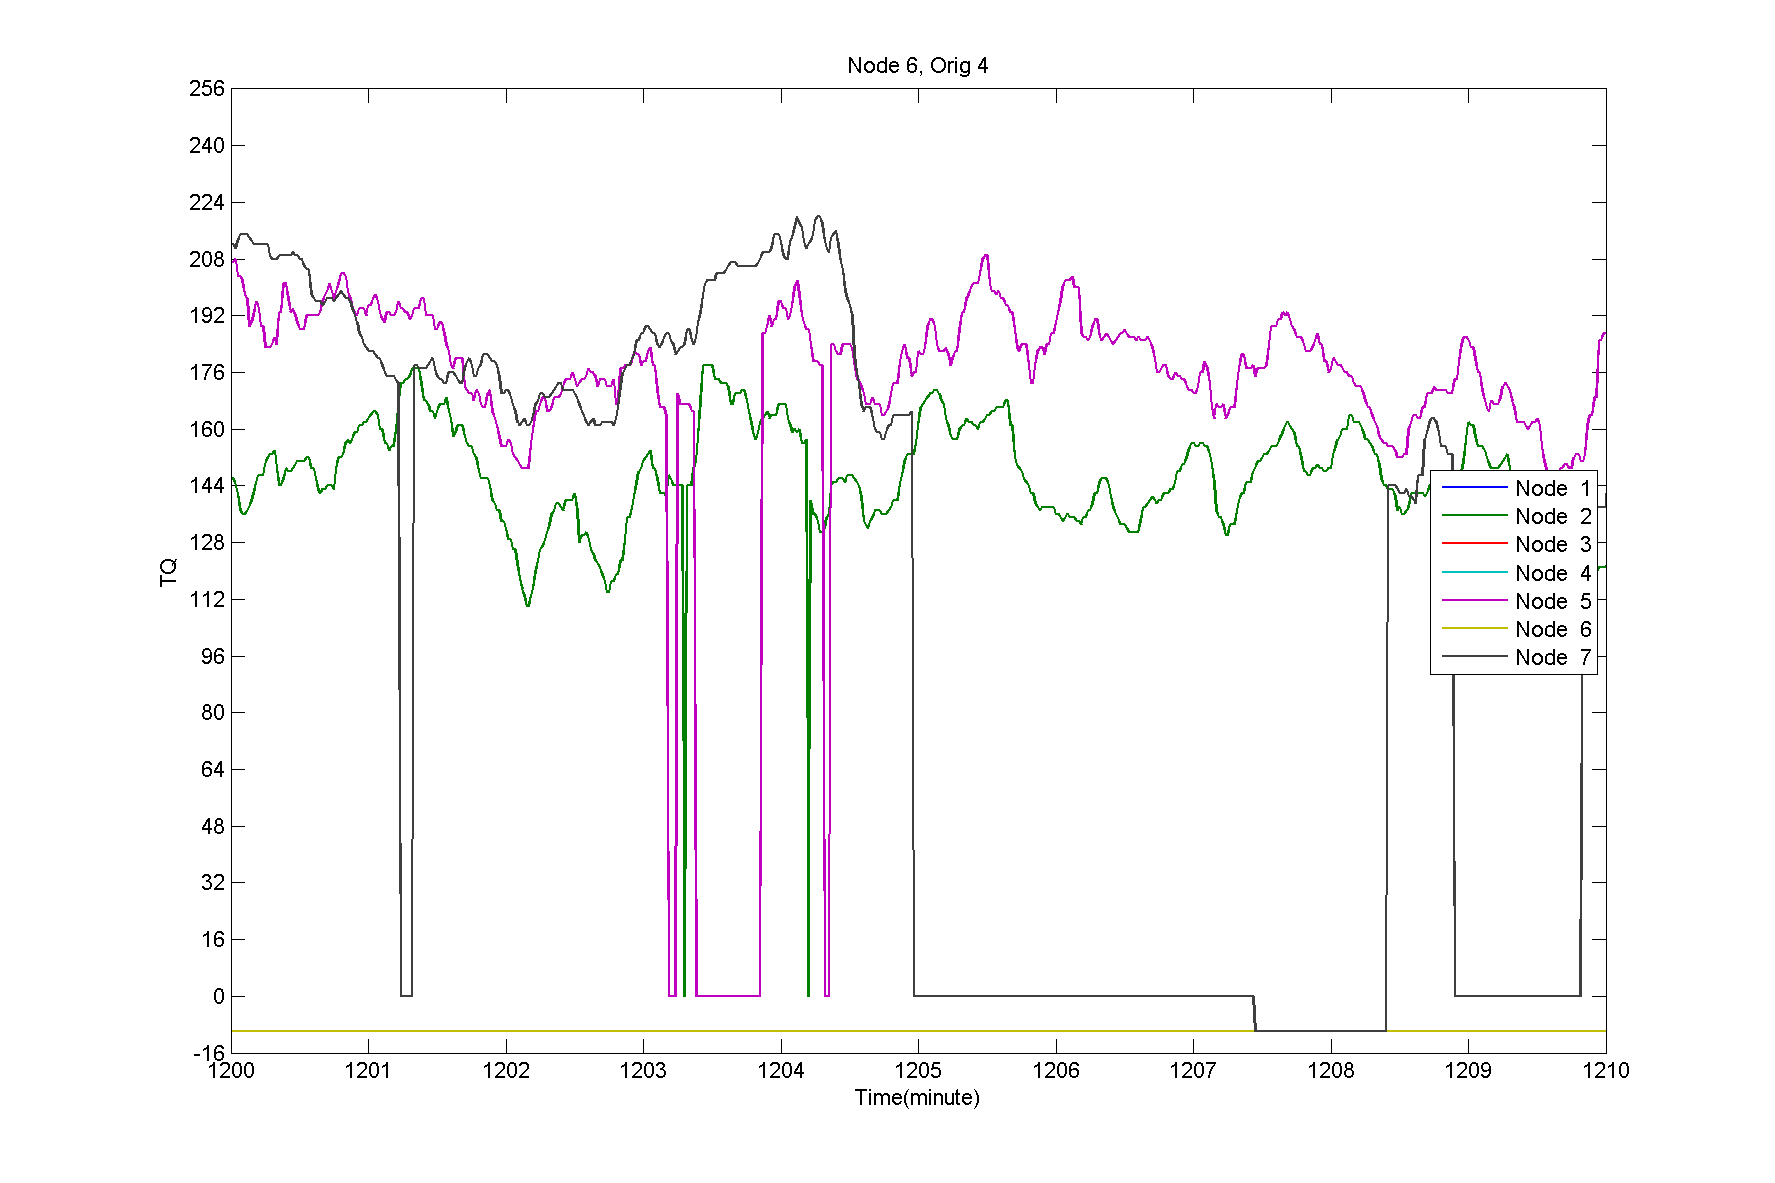 Node 6, Orig 4
256
240
224
208
192
176
160
144
128
112
96
80
64
48
32
16
0
-16
TQ
Node 1
Node 2
Node 3
Node 4
Node 5
Node 6
Node 7
1200 1201 1202 1203 1204 1205 1206 1207 1208 1209 1210
Time(minute)